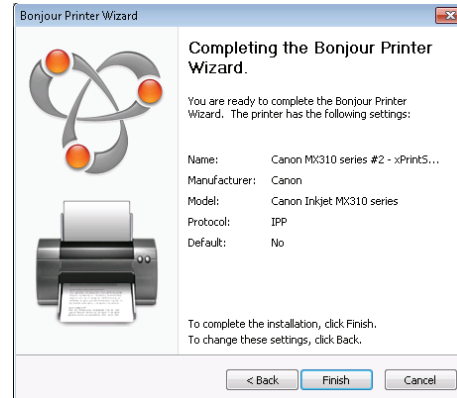 Bonjour Printer Wizard
Completing the Bonjour Printer
Wizard.
You are ready to complete the Bonjour Printer
Wizard. The printer has the following settings:
Name: Canon MX310 series #2 - xPrintS...
Manufacturer: Canon
Model: Canon Inkjet MX310 series
Protocol: IPP
Default: No
To complete the installation, click Finish.
To change these settings, click Back.
< Back Finish Cancel